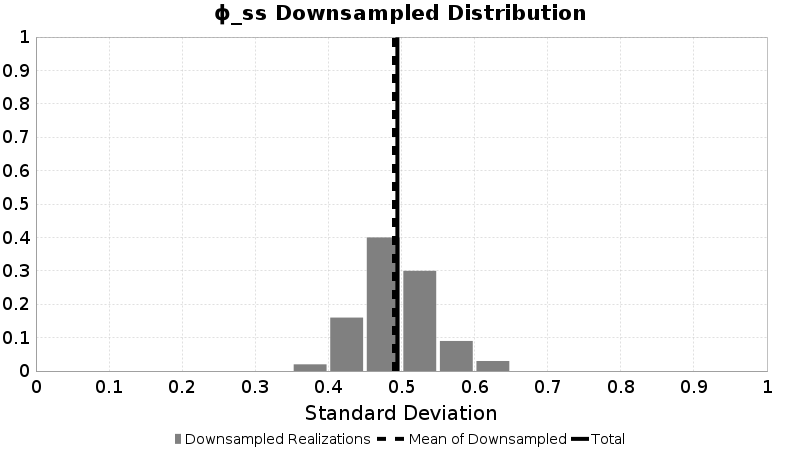 ϕ_ss Downsampled Distribution
1
0.9
0.8
0.7
0.6
0.5
0.4
0.3
0.2
0.1
0
0 0.1 0.2 0.3 0.4 0.5 0.6 0.7 0.8 0.9 1
Standard Deviation
Downsampled Realizations Mean of Downsampled Total